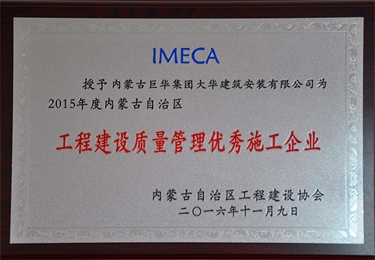 IMECA
授予内蒙古巨华集团大华建筑安装有限公司为
2015年度内蒙古自治区
工程建设质量管理优秀施工企业
内蒙古自治区工程建设协会
二〇一六年十一月九日